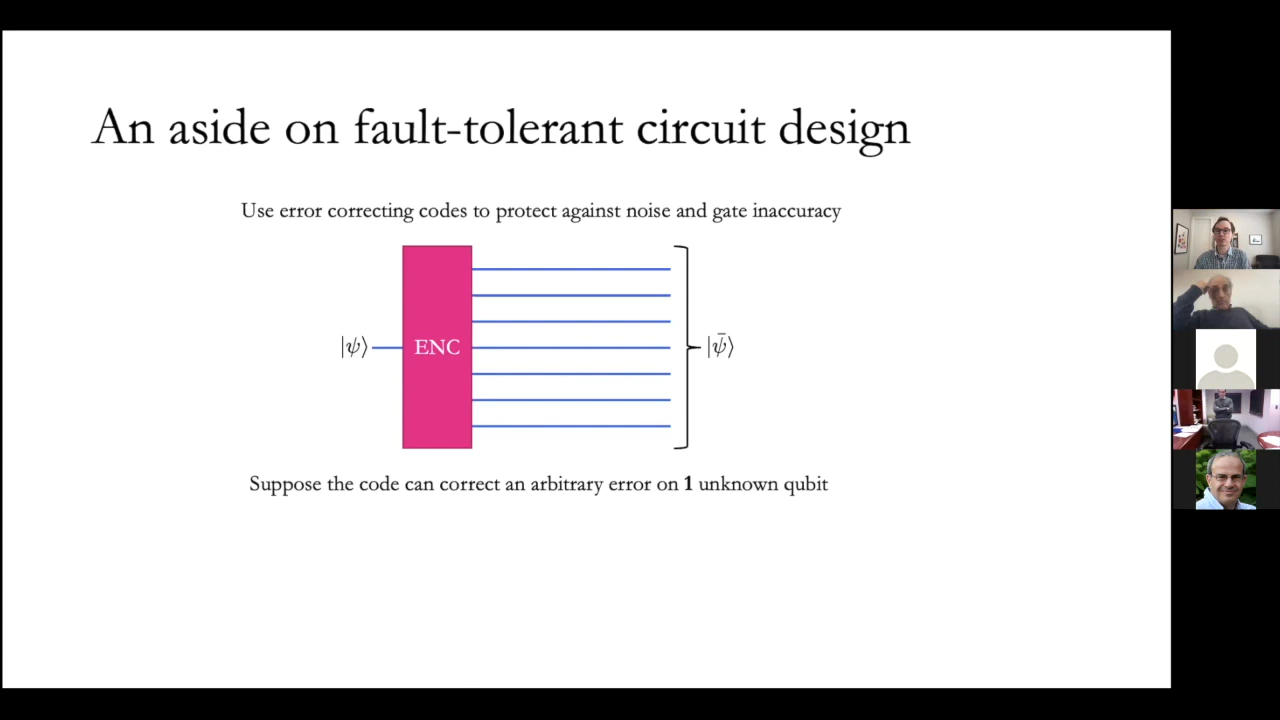 An aside on fault-tolerant circuit design
Use error correcting codes to protect against noise and gate inaccuracy
|ψ⟩
ENC
|ψ̄⟩
Suppose the code can correct an arbitrary error on 1 unknown qubit